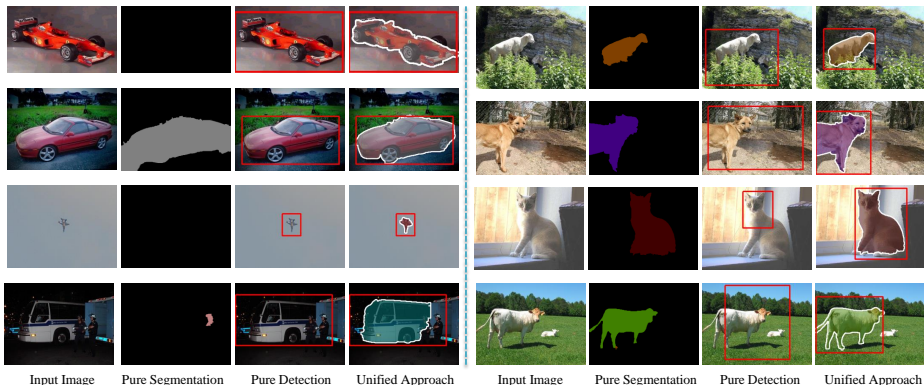 Input Image Pure Segmentation Pure Detection Unified Approach Input Image Pure Segmentation Pure Detection Unified Approach